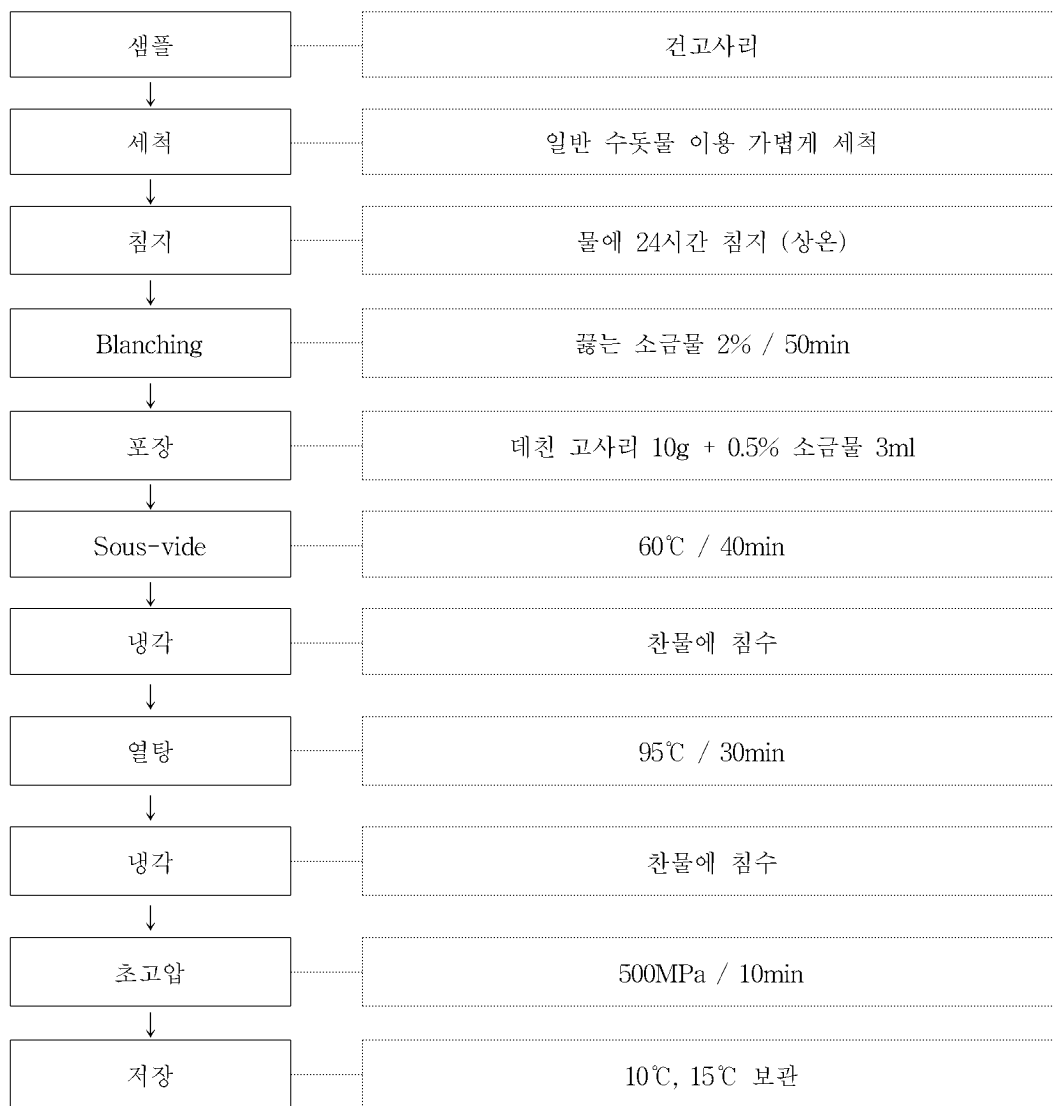 샘플 건고사리
세척 일반 수돗물 이용 가볍게 세척
침지 물에 24시간 침지 (상온)
Blanching 끓는 소금물 2% / 50min
포장 데친 고사리 10g + 0.5% 소금물 3ml
Sous-vide 60℃ / 40min
냉각 찬물에 침수
열탕 95℃ / 30min
냉각 찬물에 침수
초고압 500MPa / 10min
저장 10℃, 15℃ 보관